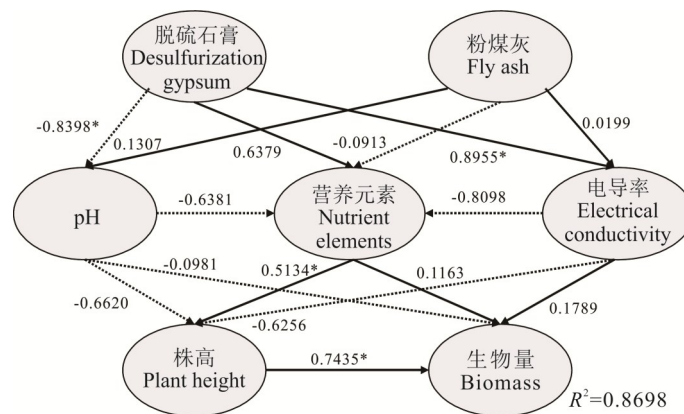 脱硫石膏
Desulfurization
gypsum
粉煤灰
Fly ash
-0.8398*
0.1307
0.6379
-0.0913
0.8955*
0.0199
pH
-0.6381
营养元素
Nutrient
elements
-0.8098
电导率
Electrical
conductivity
-0.0981
0.5134*
0.1163
-0.6620
-0.6256
0.1789
株高
Plant height
0.7435*
生物量
Biomass
R²=0.8698